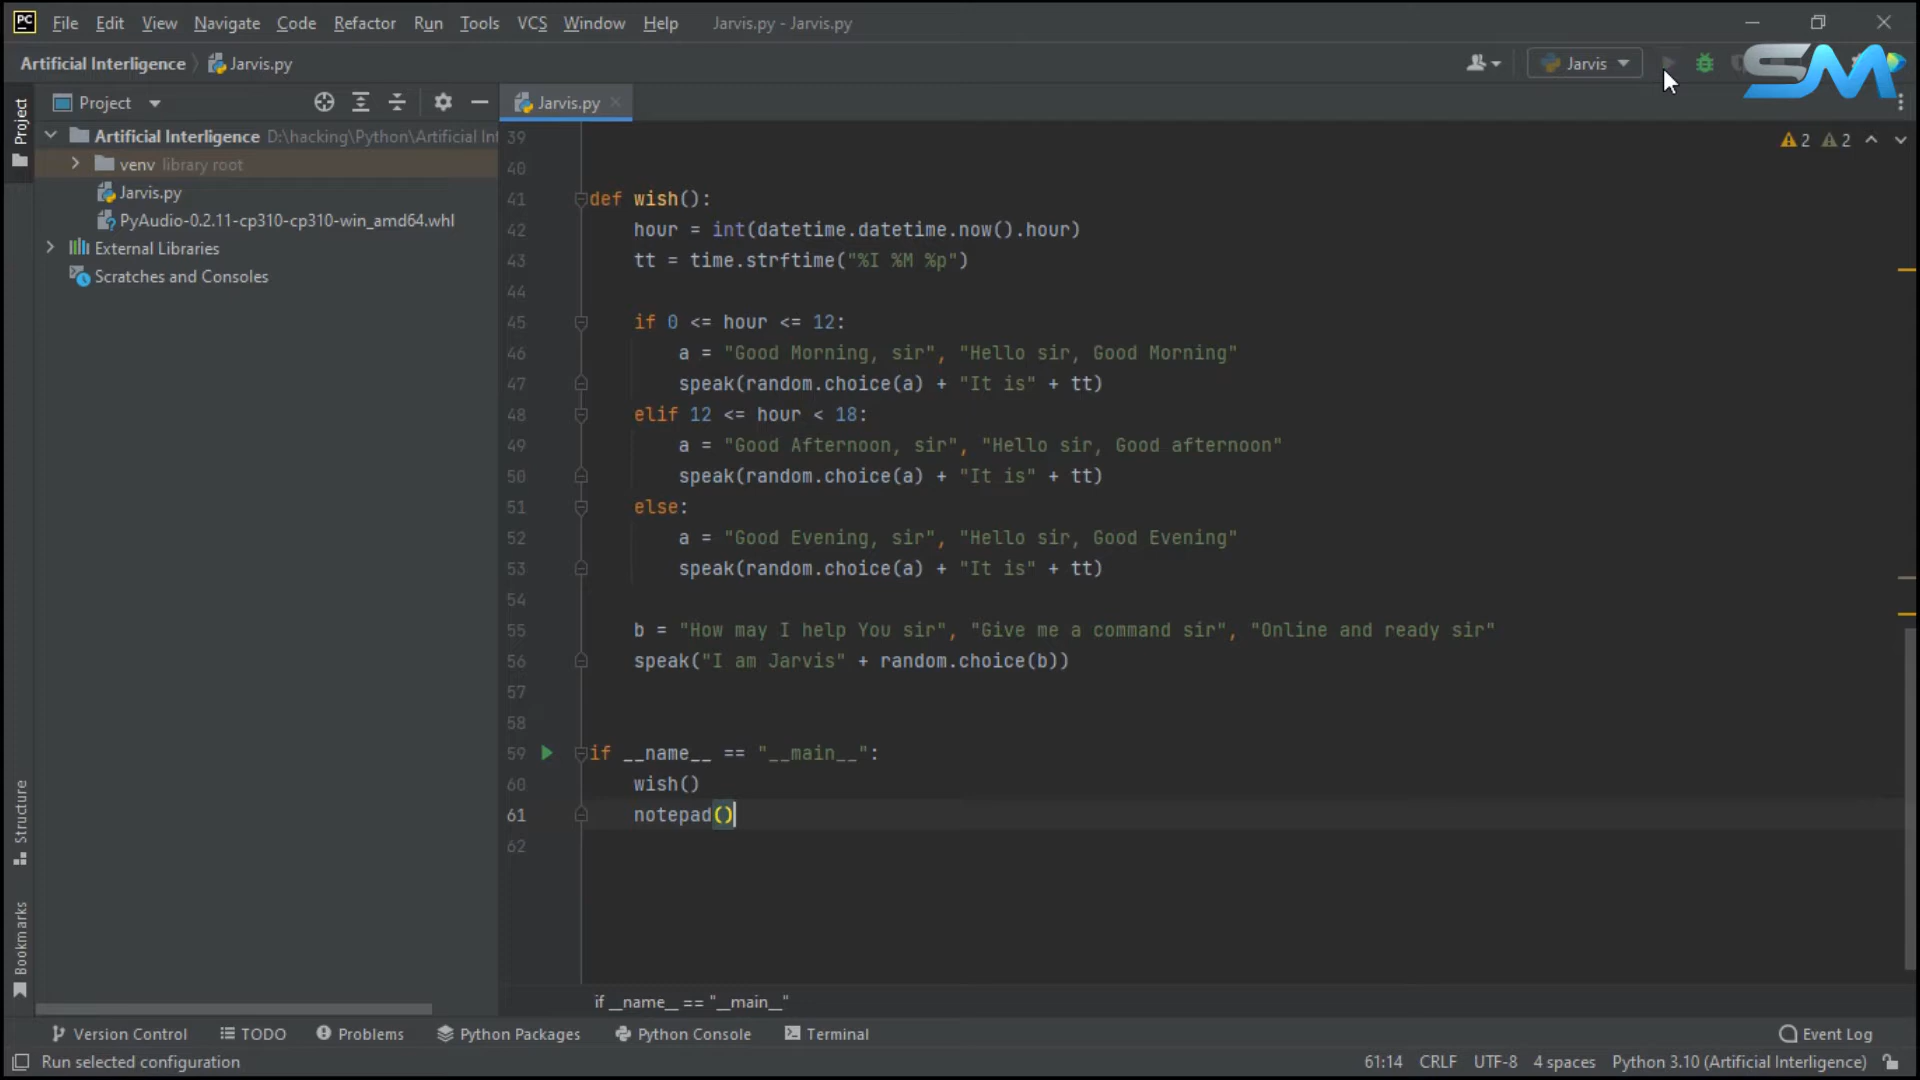 PC File Edit View Navigate Code Refactor Run Tools VCS Window Help Jarvis.py - Jarvis.py
Artificial Interligence Jarvis.py Jarvis SM
Project Jarvis.py
Project
Artificial Interligence D:\hacking\Python\Artificial Int
venv library root
Jarvis.py
PyAudio-0.2.11-cp310-cp310-win_amd64.whl
External Libraries
Scratches and Consoles
Structure
Bookmarks
2 2
39
40
41 def wish():
42     hour = int(datetime.datetime.now().hour)
43     tt = time.strftime("%I %M %p")
44
45     if 0 <= hour <= 12:
46         a = "Good Morning, sir", "Hello sir, Good Morning"
47         speak(random.choice(a) + "It is" + tt)
48     elif 12 <= hour < 18:
49         a = "Good Afternoon, sir", "Hello sir, Good afternoon"
50         speak(random.choice(a) + "It is" + tt)
51     else:
52         a = "Good Evening, sir", "Hello sir, Good Evening"
53         speak(random.choice(a) + "It is" + tt)
54
55     b = "How may I help You sir", "Give me a command sir", "Online and ready sir"
56     speak("I am Jarvis" + random.choice(b))
57
58
59 if __name__ == "__main__":
60     wish()
61     notepad()
62
if __name__ == "__main__"
Version Control TODO Problems Python Packages Python Console Terminal Event Log
Run selected configuration 61:14 CRLF UTF-8 4 spaces Python 3.10 (Artificial Interligence)